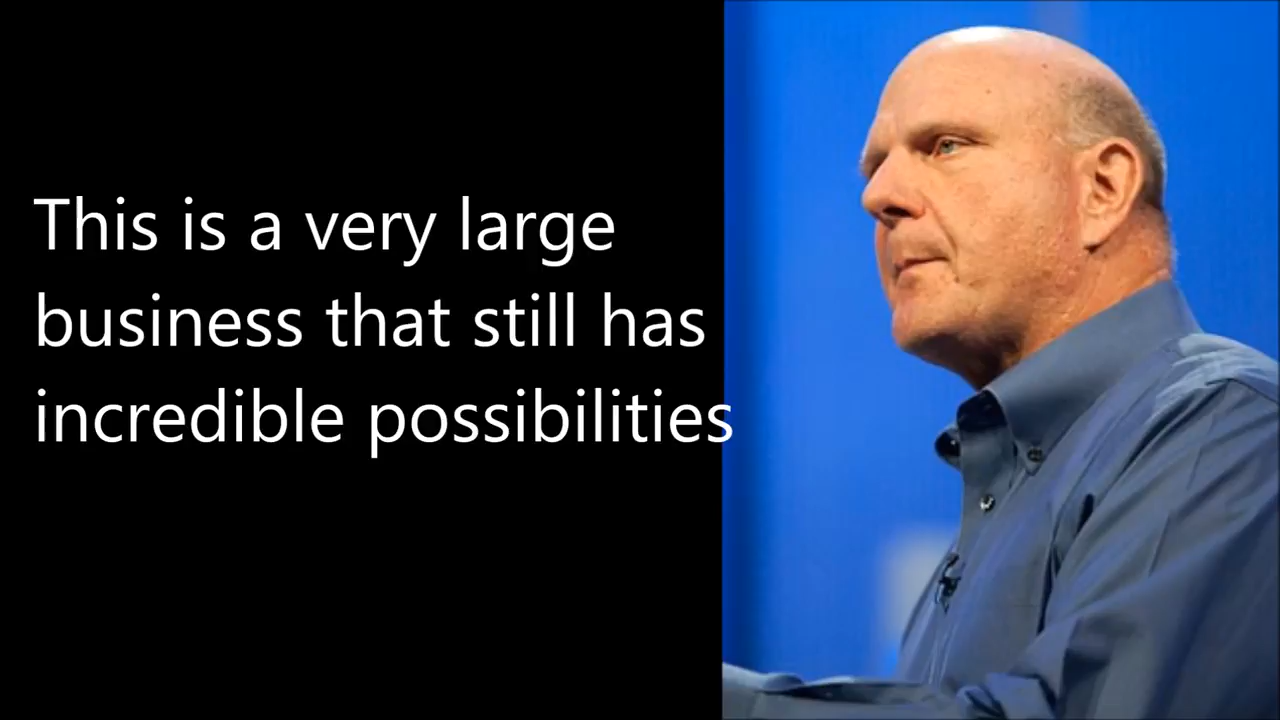 This is a very large
business that still has
incredible possibilities